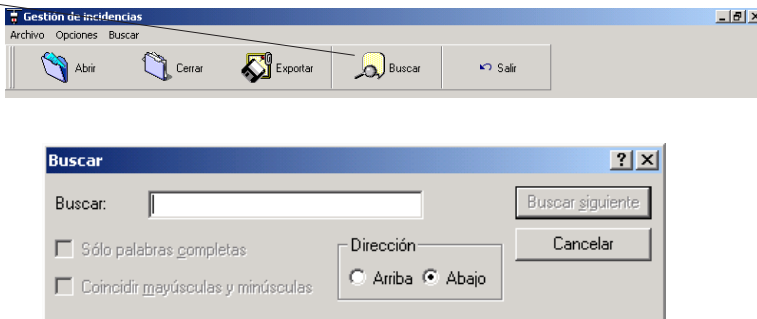 Gestión de incidencias
Archivo Opciones Buscar
Abrir Cerrar Exportar Buscar Salir
Buscar
Buscar: Buscar siguiente
Sólo palabras completas Dirección Cancelar
Arriba Abajo
Coincidir mayúsculas y minúsculas